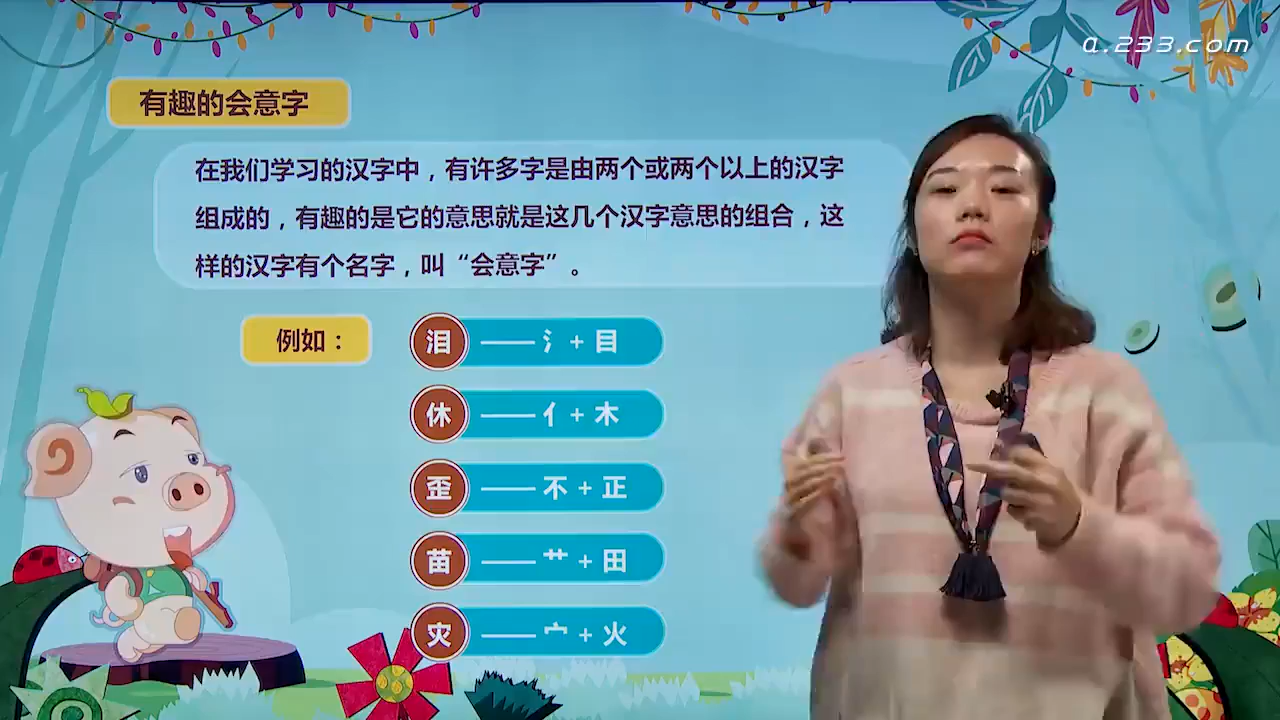 a.233.com
有趣的会意字
在我们学习的汉字中，有许多字是由两个或两个以上的汉字
组成的，有趣的是它的意思就是这几个汉字意思的组合，这
样的汉字有个名字，叫“会意字”。
例如：
泪 —— 氵 + 目
休 —— 亻 + 木
歪 —— 不 + 正
苗 —— 艹 + 田
灾 —— 宀 + 火